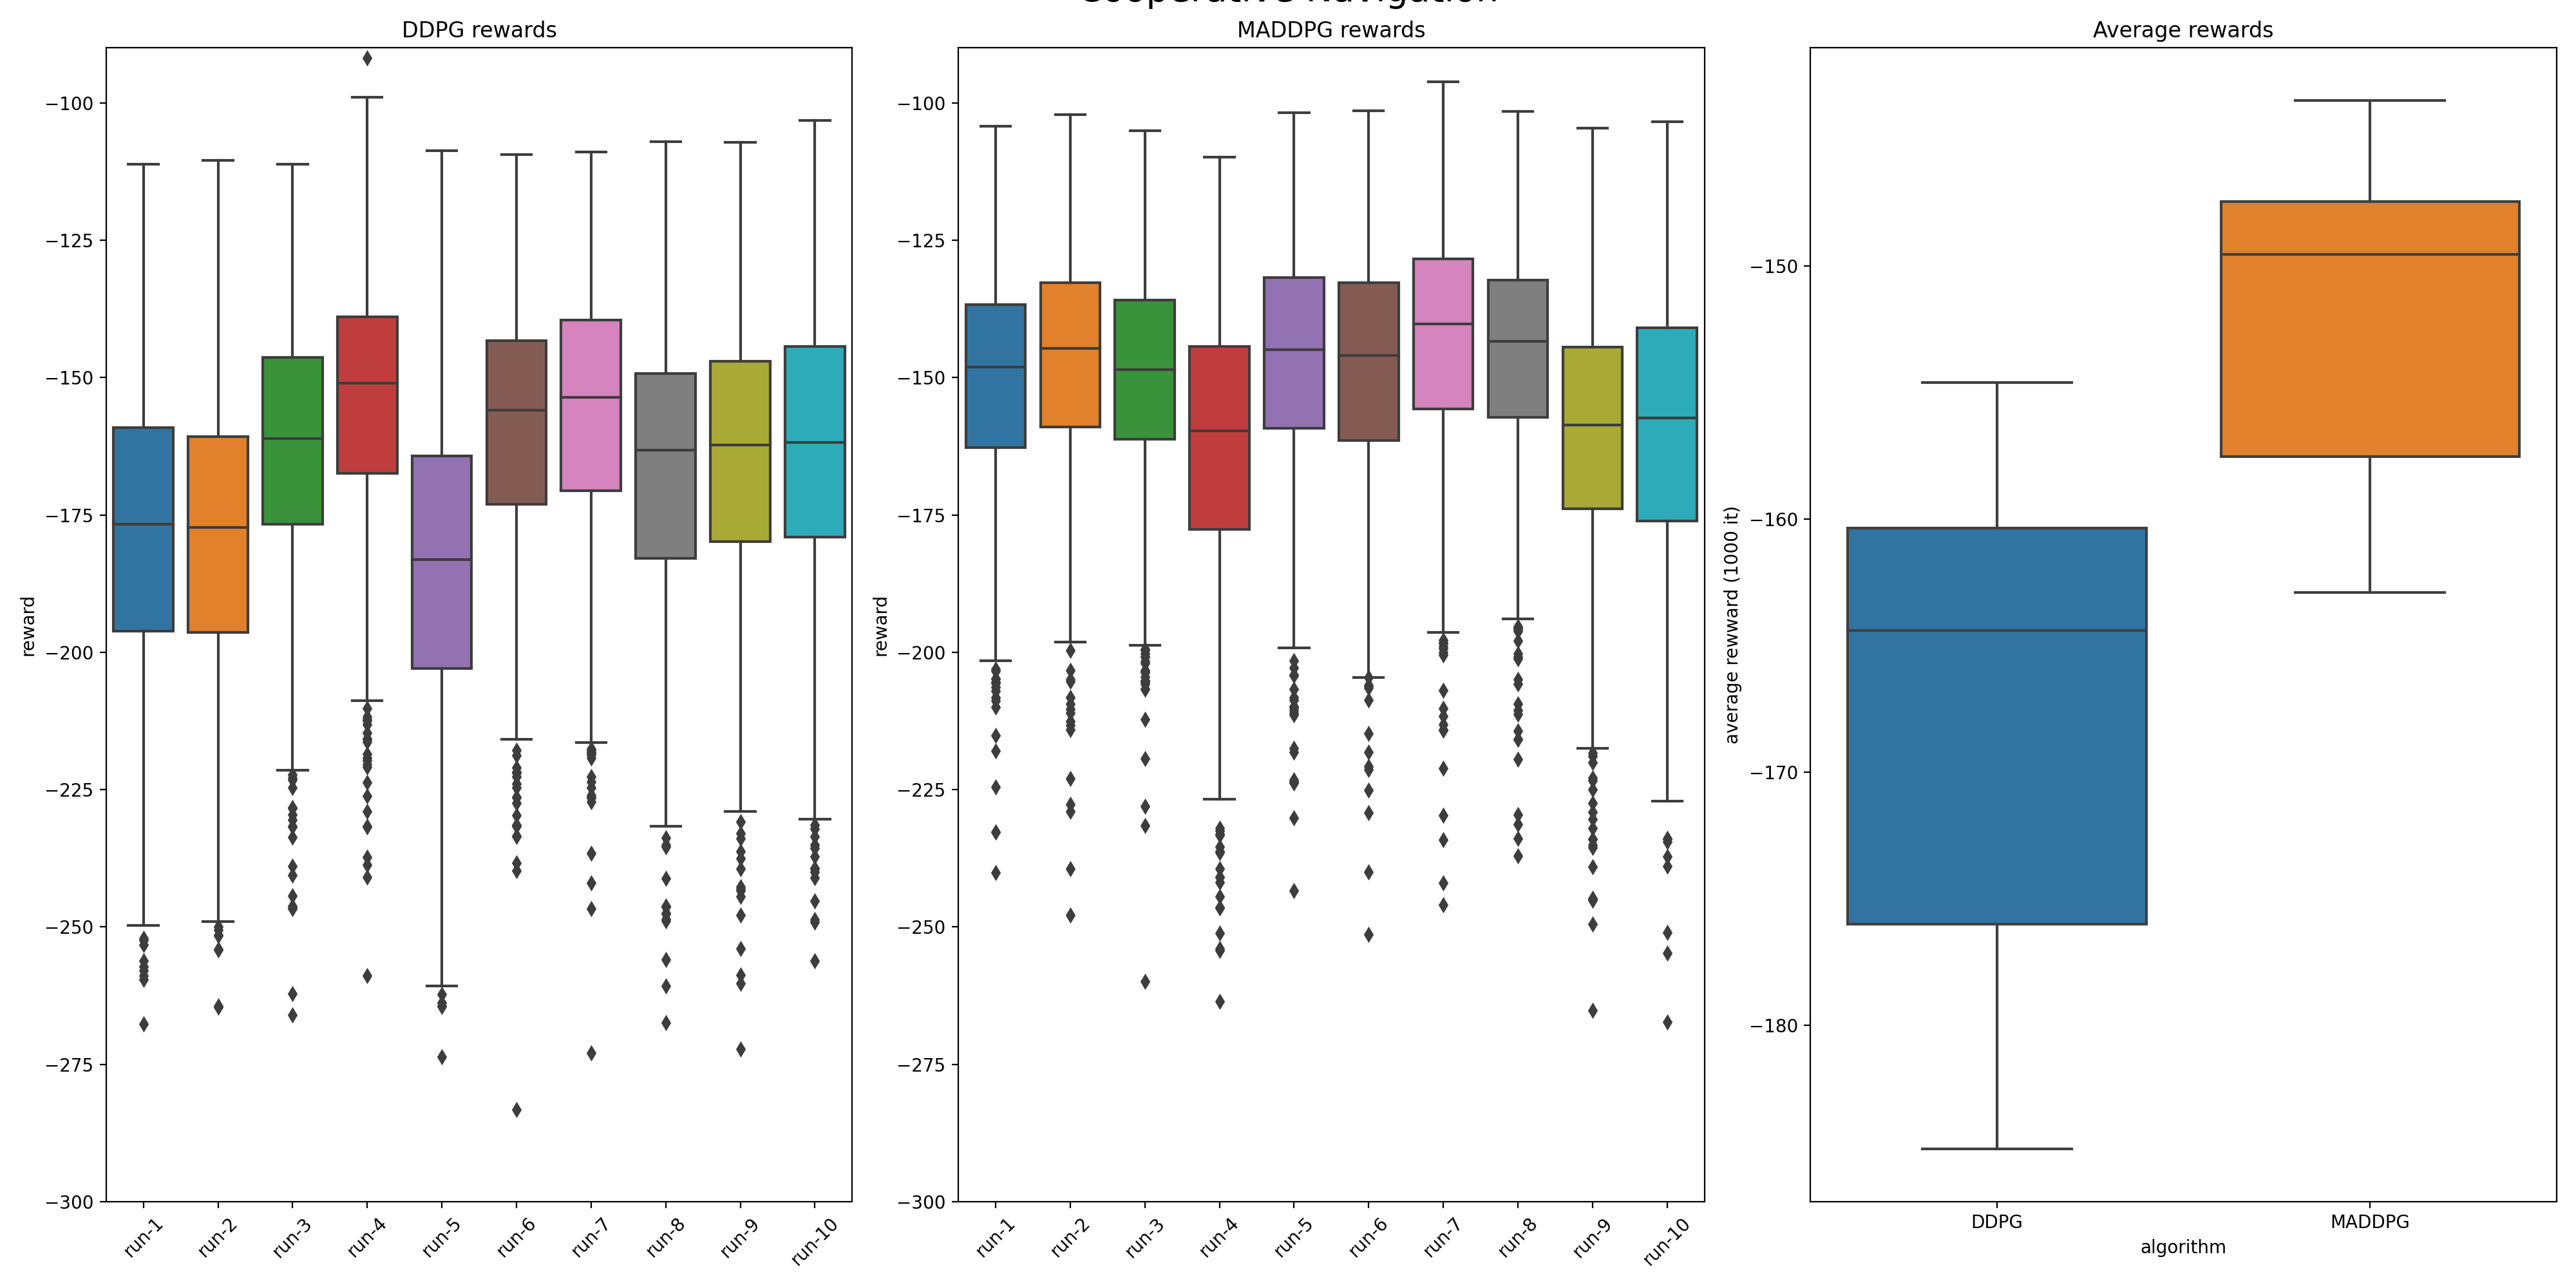 Cooperative Navigation
DDPG rewards
reward
−100
−125
−150
−175
−200
−225
−250
−275
−300
run-1
run-2
run-3
run-4
run-5
run-6
run-7
run-8
run-9
run-10
MADDPG rewards
reward
−100
−125
−150
−175
−200
−225
−250
−275
−300
run-1
run-2
run-3
run-4
run-5
run-6
run-7
run-8
run-9
run-10
Average rewards
average rewward (1000 it)
−150
−160
−170
−180
DDPG
MADDPG
algorithm